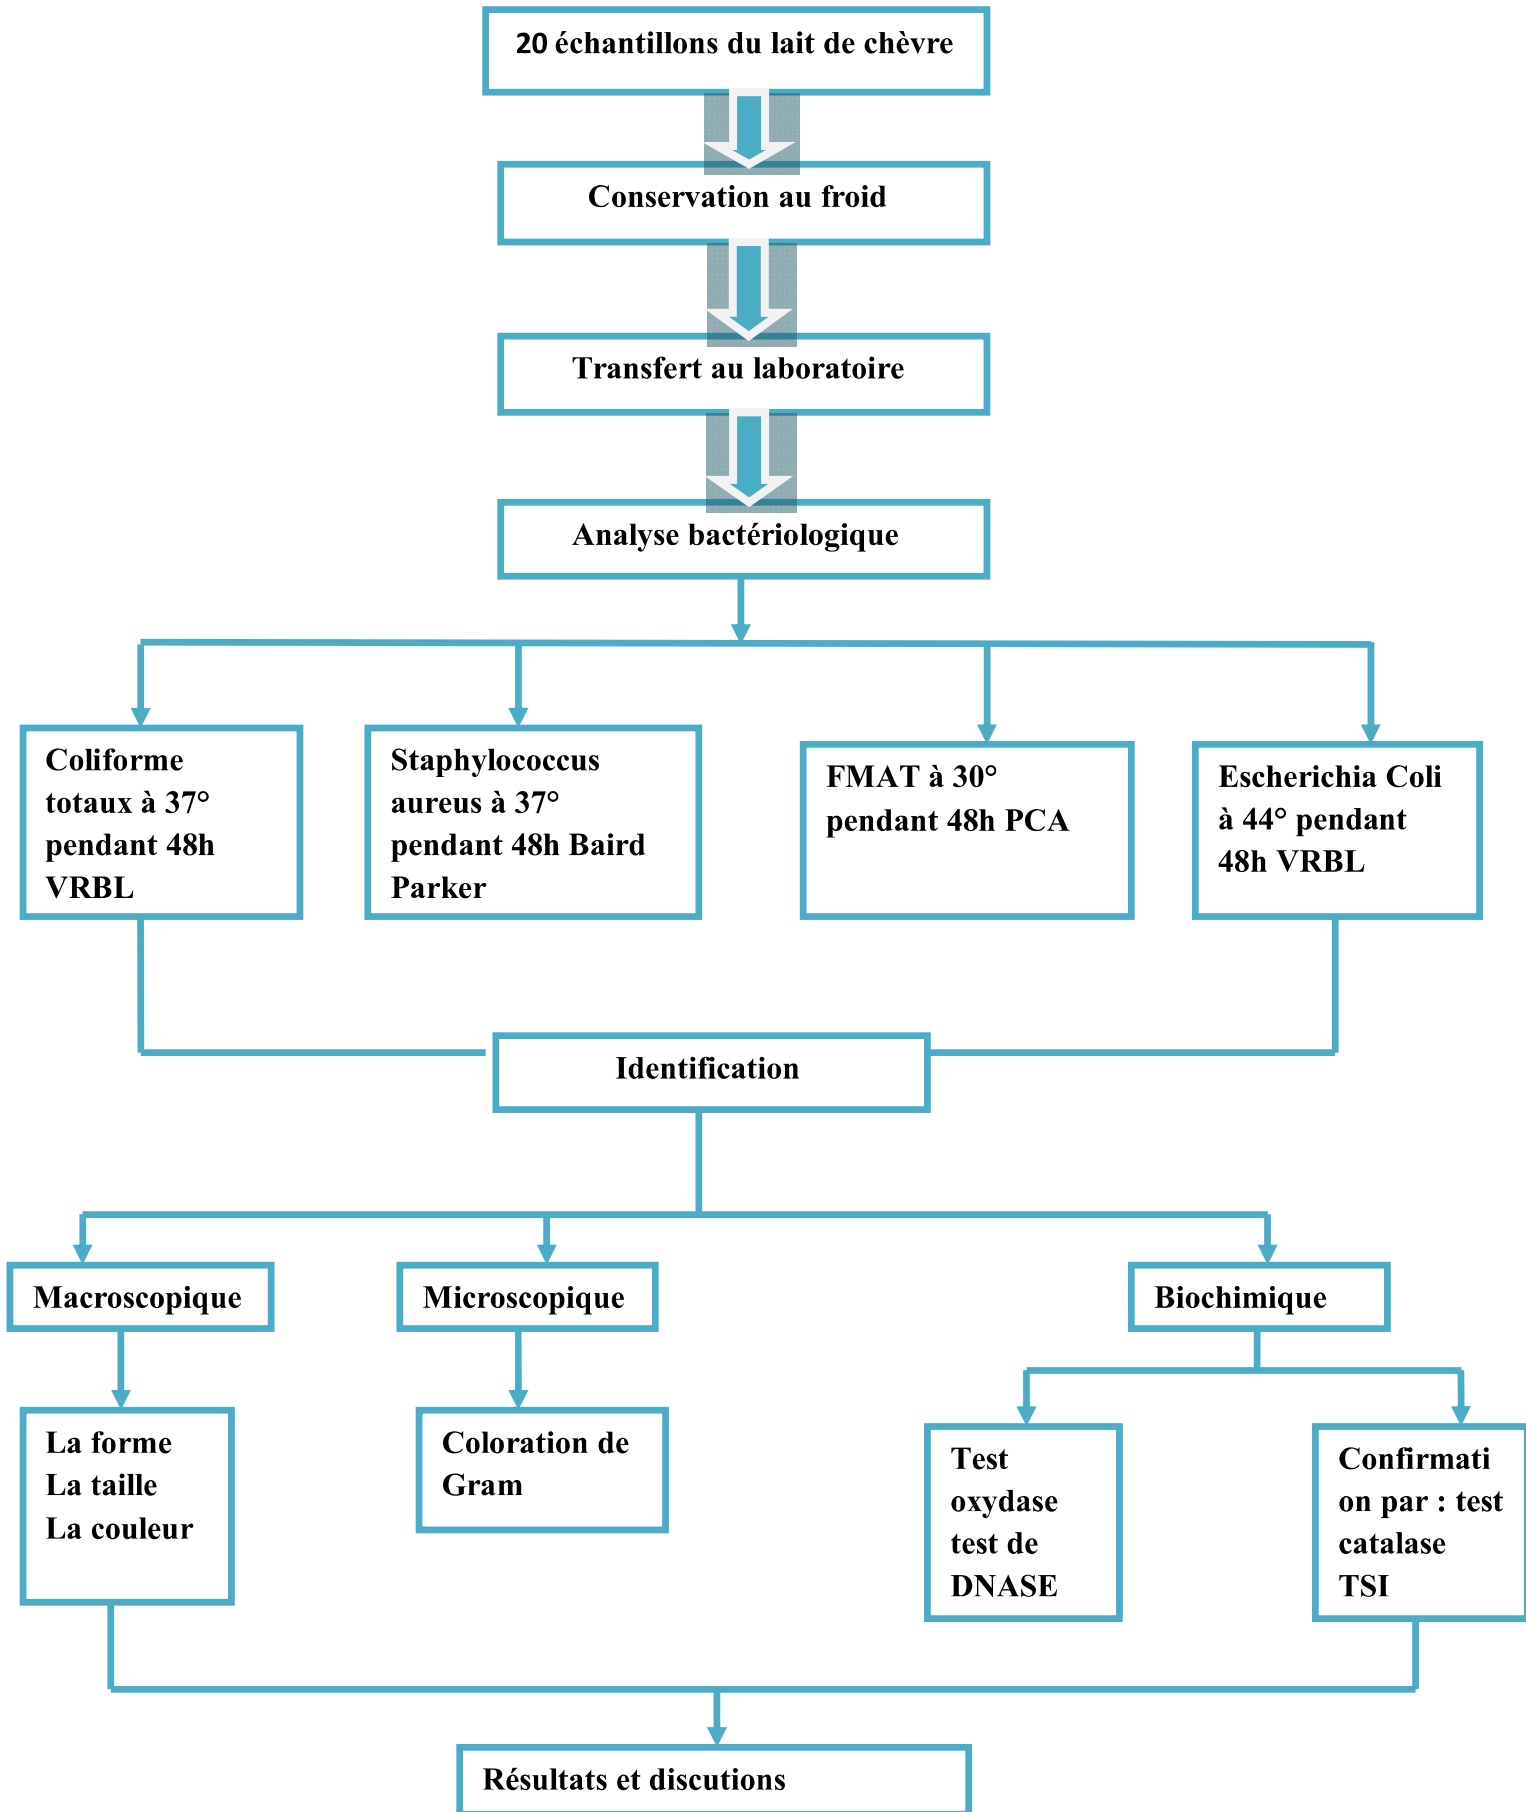 20 échantillons du lait de chèvre
Conservation au froid
Transfert au laboratoire
Analyse bactériologique
Coliforme
totaux à 37°
pendant 48h
VRBL
Staphylococcus
aureus à 37°
pendant 48h Baird
Parker
FMAT à 30°
pendant 48h PCA
Escherichia Coli
à 44° pendant
48h VRBL
Identification
Macroscopique
Microscopique
Biochimique
La forme
La taille
La couleur
Coloration de
Gram
Test
oxydase
test de
DNASE
Confirmati
on par : test
catalase
TSI
Résultats et discutions